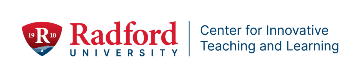 19 R 10
Radford
UNIVERSITY
Center for Innovative
Teaching and Learning